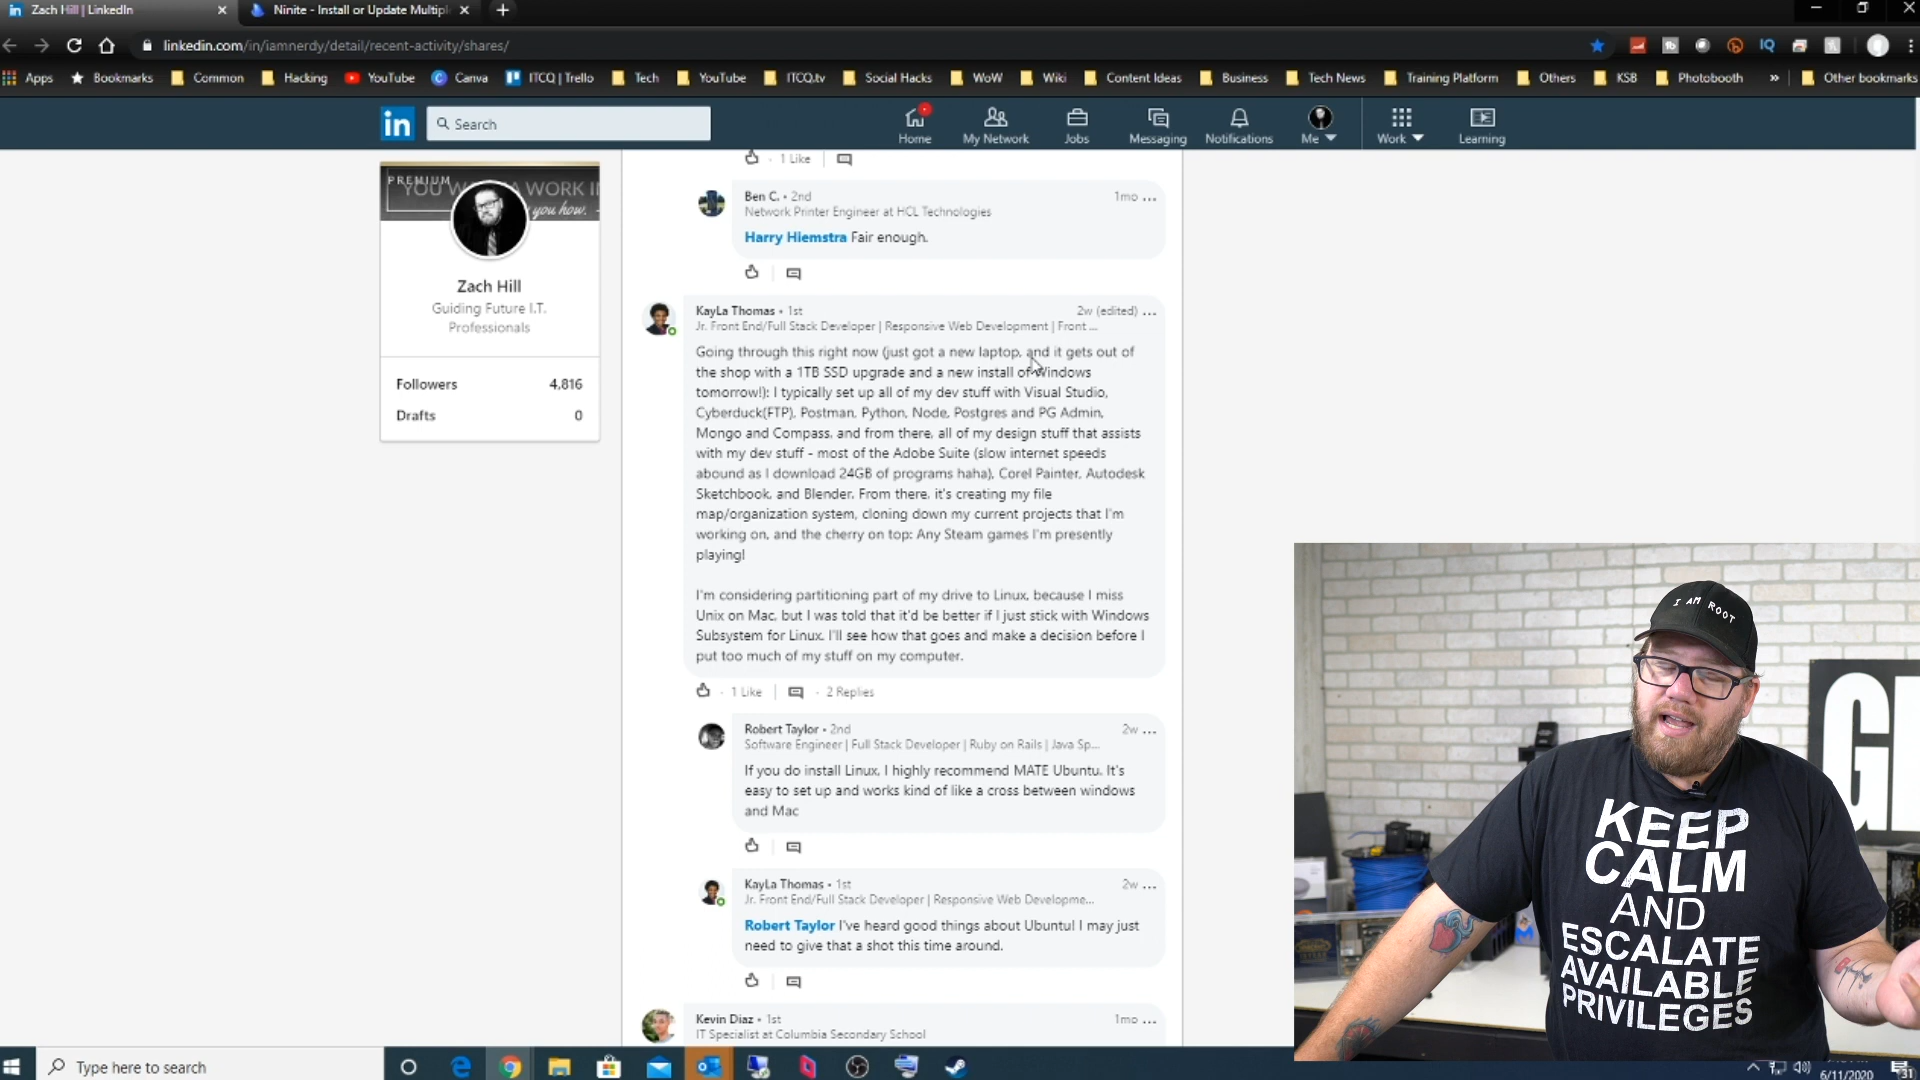 Zach Hill | LinkedIn
Ninite - Install or Update Multipl
linkedin.com/in/iamnerdy/detail/recent-activity/shares/
Apps
Bookmarks
Common
Hacking
YouTube
Canva
ITCQ | Trello
Tech
YouTube
ITCQ.tv
Social Hacks
WoW
Wiki
Content Ideas
Business
Tech News
Training Platform
Others
KSB
Photobooth
Other bookmarks
in
Search
Home
My Network
Jobs
Messaging
Notifications
Me
Work
Learning
PREMIUM
WORK IN
you how.
Zach Hill
Guiding Future I.T.
Professionals
Followers 4,816
Drafts 0
1 Like
Ben C. • 2nd 1mo ...
Network Printer Engineer at HCL Technologies
Harry Hiemstra Fair enough.
KayLa Thomas • 1st 2w (edited) ...
Jr. Front End/Full Stack Developer | Responsive Web Development | Front ...
Going through this right now (just got a new laptop, and it gets out of
the shop with a 1TB SSD upgrade and a new install of Windows
tomorrow!): I typically set up all of my dev stuff with Visual Studio,
Cyberduck(FTP), Postman, Python, Node, Postgres and PG Admin,
Mongo and Compass, and from there, all of my design stuff that assists
with my dev stuff - most of the Adobe Suite (slow internet speeds
abound as I download 24GB of programs haha), Corel Painter, Autodesk
Sketchbook, and Blender. From there, it's creating my file
map/organization system, cloning down my current projects that I'm
working on, and the cherry on top: Any Steam games I'm presently
playing!
I'm considering partitioning part of my drive to Linux, because I miss
Unix on Mac, but I was told that it'd be better if I just stick with Windows
Subsystem for Linux. I'll see how that goes and make a decision before I
put too much of my stuff on my computer.
1 Like
2 Replies
Robert Taylor • 2nd 2w ...
Software Engineer | Full Stack Developer | Ruby on Rails | Java Sp...
If you do install Linux, I highly recommend MATE Ubuntu. It's
easy to set up and works kind of like a cross between windows
and Mac
KayLa Thomas • 1st 2w ...
Jr. Front End/Full Stack Developer | Responsive Web Developme...
Robert Taylor I've heard good things about Ubuntu! I may just
need to give that a shot this time around.
Kevin Diaz • 1st 1mo ...
IT Specialist at Columbia Secondary School
I AM ROOT
KEEP
CALM
AND
ESCALATE
AVAILABLE
PRIVILEGES
Type here to search
6/11/2020
31